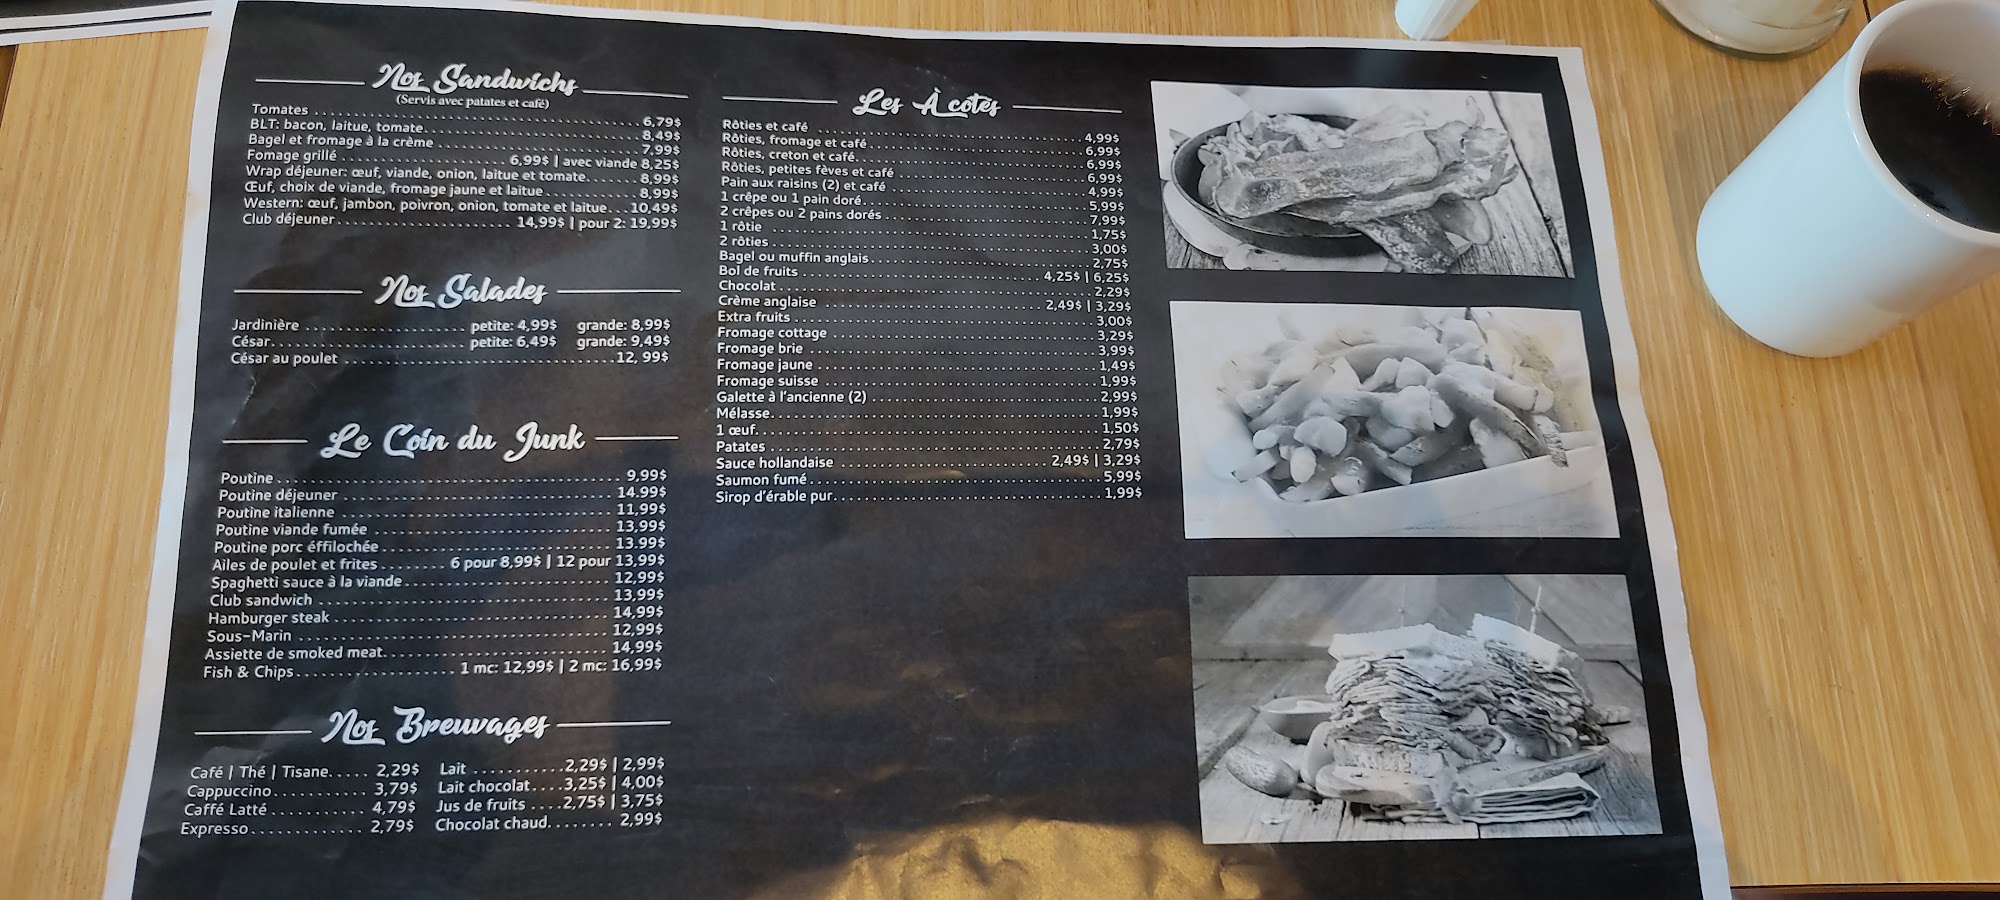 Nos Sandwichs
(Servis avec patates et café)
Tomates 6,79$
BLT: bacon, laitue, tomate 8,49$
Bagel et fromage à la crème 7,99$
Fomage grillé 6,99$ | avec viande 8,25$
Wrap déjeuner: œuf, viande, onion, laitue et tomate 8,99$
Œuf, choix de viande, fromage jaune et laitue 8,99$
Western: œuf, jambon, poivron, onion, tomate et laitue 10,49$
Club déjeuner 14,99$ | pour 2: 19,99$
Nos Salades
Jardinière petite: 4,99$ grande: 8,99$
César petite: 6,49$ grande: 9,49$
César au poulet 12, 99$
Le Coin du Junk
Poutine 9,99$
Poutine déjeuner 14.99$
Poutine italienne 11,99$
Poutine viande fumée 13,99$
Poutine porc éffilochée 13.99$
Ailes de poulet et frites 6 pour 8,99$ | 12 pour 13,99$
Spaghetti sauce à la viande 12,99$
Club sandwich 13,99$
Hamburger steak 14,99$
Sous-Marin 12,99$
Assiette de smoked meat 14,99$
Fish & Chips 1 mc: 12,99$ | 2 mc: 16,99$
Nos Breuvages
Café | Thé | Tisane 2,29$
Cappuccino 3,79$
Caffé Latté 4,79$
Expresso 2,79$
Lait 2,29$ | 2,99$
Lait chocolat 3,25$ | 4,00$
Jus de fruits 2,75$ | 3,75$
Chocolat chaud 2,99$
Les À cotés
Rôties et café 4,99$
Rôties, fromage et café 6,99$
Rôties, creton et café 6,99$
Rôties, petites fèves et café 6,99$
Pain aux raisins (2) et café 4,99$
1 crêpe ou 1 pain doré 5,99$
2 crêpes ou 2 pains dorés 7,99$
1 rôtie 1,75$
2 rôties 3,00$
Bagel ou muffin anglais 2,75$
Bol de fruits 4,25$ | 6,25$
Chocolat 2,29$
Crème anglaise 2,49$ | 3,29$
Extra fruits 3,00$
Fromage cottage 3,29$
Fromage brie 3,99$
Fromage jaune 1,49$
Fromage suisse 1,99$
Galette à l'ancienne (2) 2,99$
Mélasse 1,99$
1 œuf 1,50$
Patates 2,79$
Sauce hollandaise 2,49$ | 3,29$
Saumon fumé 5,99$
Sirop d'érable pur 1,99$